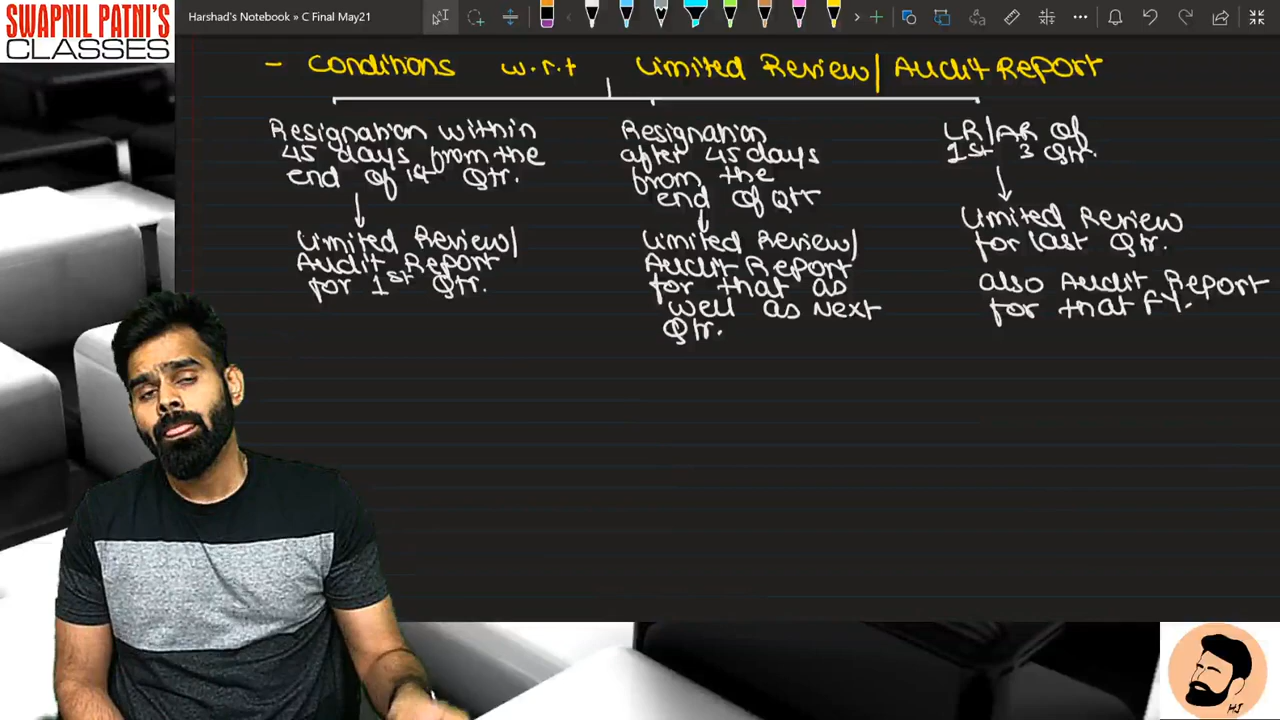 SWAPNIL PATNI'S
CLASSES
Harshad's Notebook » C Final May21
- Conditions w.r.t Limited Review/Audit Report
Resignation within
45 days from the
end of 1st Qtr.
Limited Review/
Audit Report
for 1st Qtr.
Resignation
after 45 days
from the
end of Qtr
Limited Review/
Audit Report
for that as
well as Next
Qtr.
LR/AR of
1st 3 Qtr.
Limited Review
for last Qtr.
also Audit Report
for that FY.
HJ